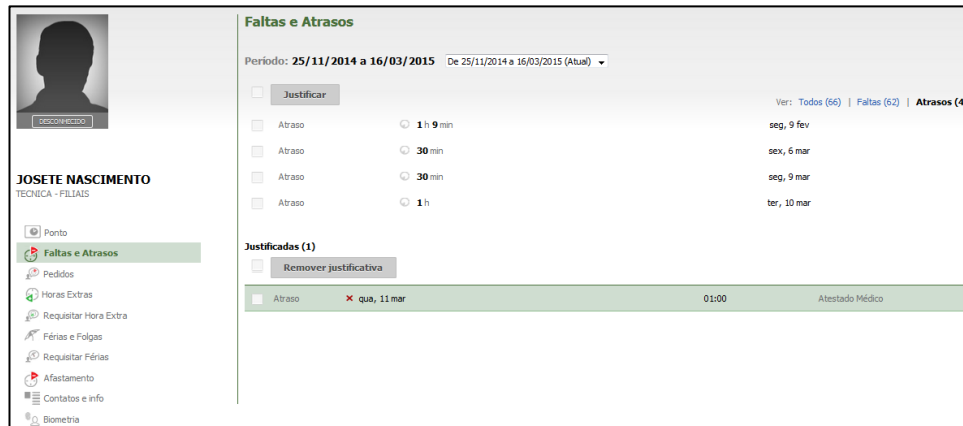 DESCONHECIDO
JOSETE NASCIMENTO
TECNICA - FILIAIS
Ponto
Faltas e Atrasos
Pedidos
Horas Extras
Requisitar Hora Extra
Férias e Folgas
Requisitar Férias
Afastamento
Contatos e info
Biometria
Faltas e Atrasos
Período: 25/11/2014 a 16/03/2015 De 25/11/2014 a 16/03/2015 (Atual)
Justificar
Ver: Todos (66) | Faltas (62) | Atrasos (4
Atraso 1 h 9 min seg, 9 fev
Atraso 30 min sex, 6 mar
Atraso 30 min seg, 9 mar
Atraso 1 h ter, 10 mar
Justificadas (1)
Remover justificativa
Atraso qua, 11 mar 01:00 Atestado Médico